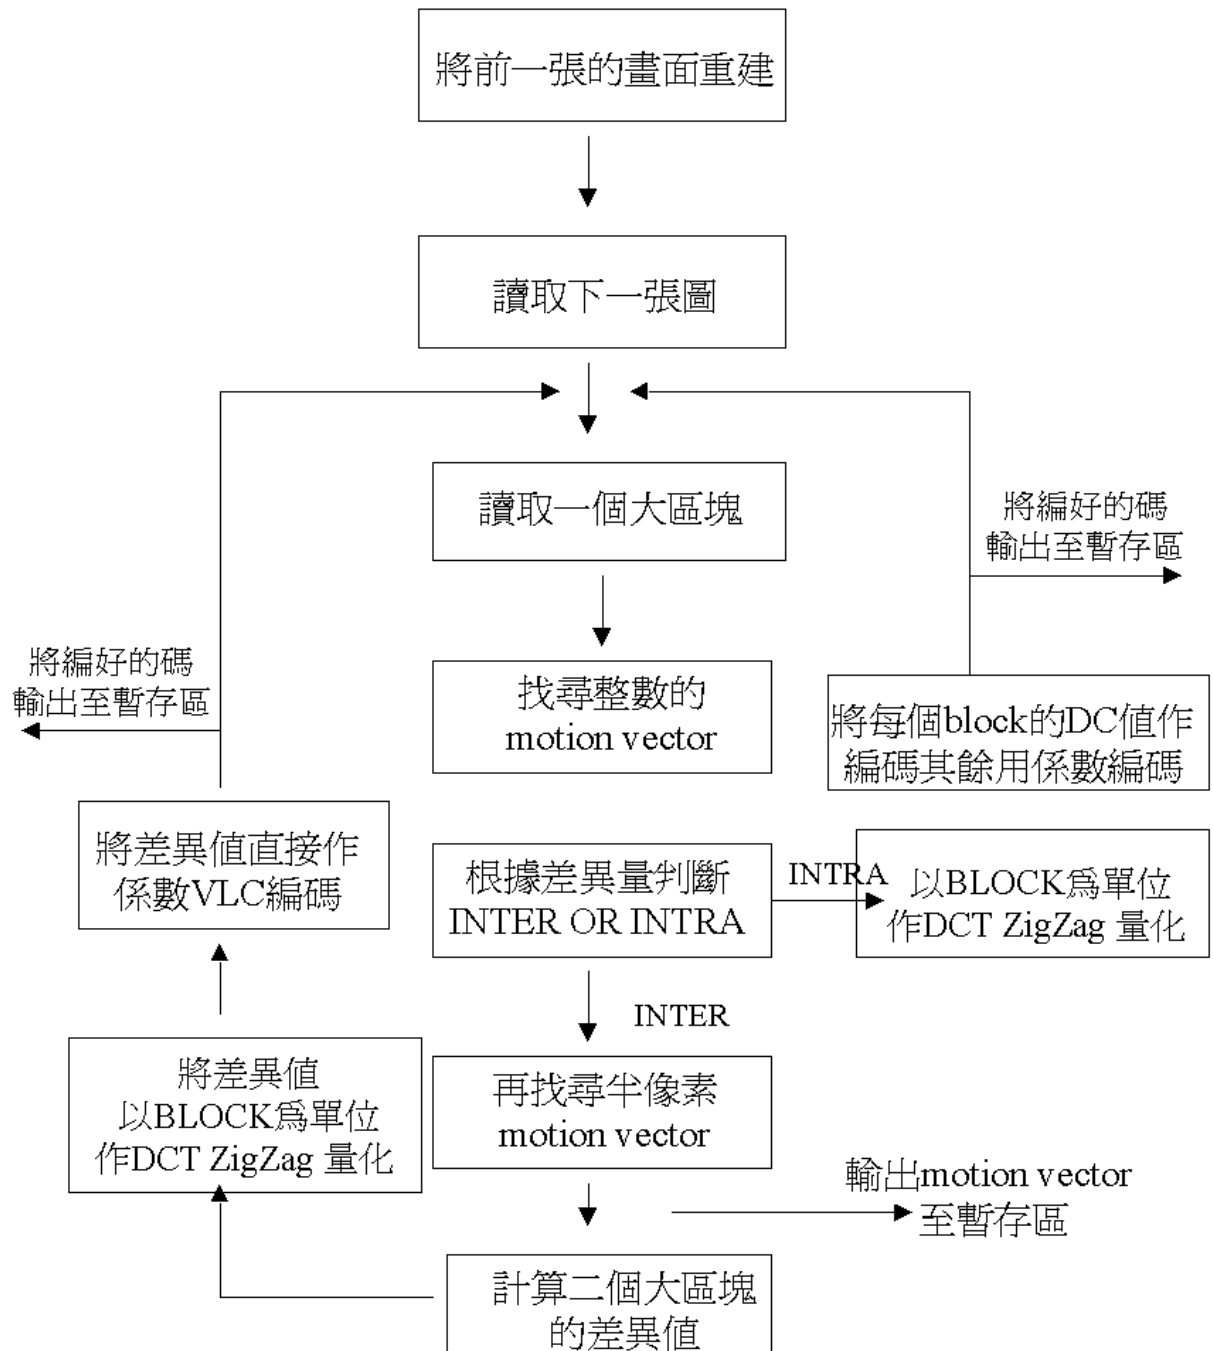 將前一張的畫面重建
讀取下一張圖
讀取一個大區塊
將編好的碼
輸出至暫存區
將編好的碼
輸出至暫存區
找尋整數的
motion vector
將每個block的DC值作
編碼其餘用係數編碼
將差異值直接作
係數VLC編碼
根據差異量判斷
INTER OR INTRA
INTRA
以BLOCK為單位
作DCT ZigZag 量化
INTER
將差異值
以BLOCK為單位
作DCT ZigZag 量化
再找尋半像素
motion vector
輸出motion vector
至暫存區
計算二個大區塊
的差異值